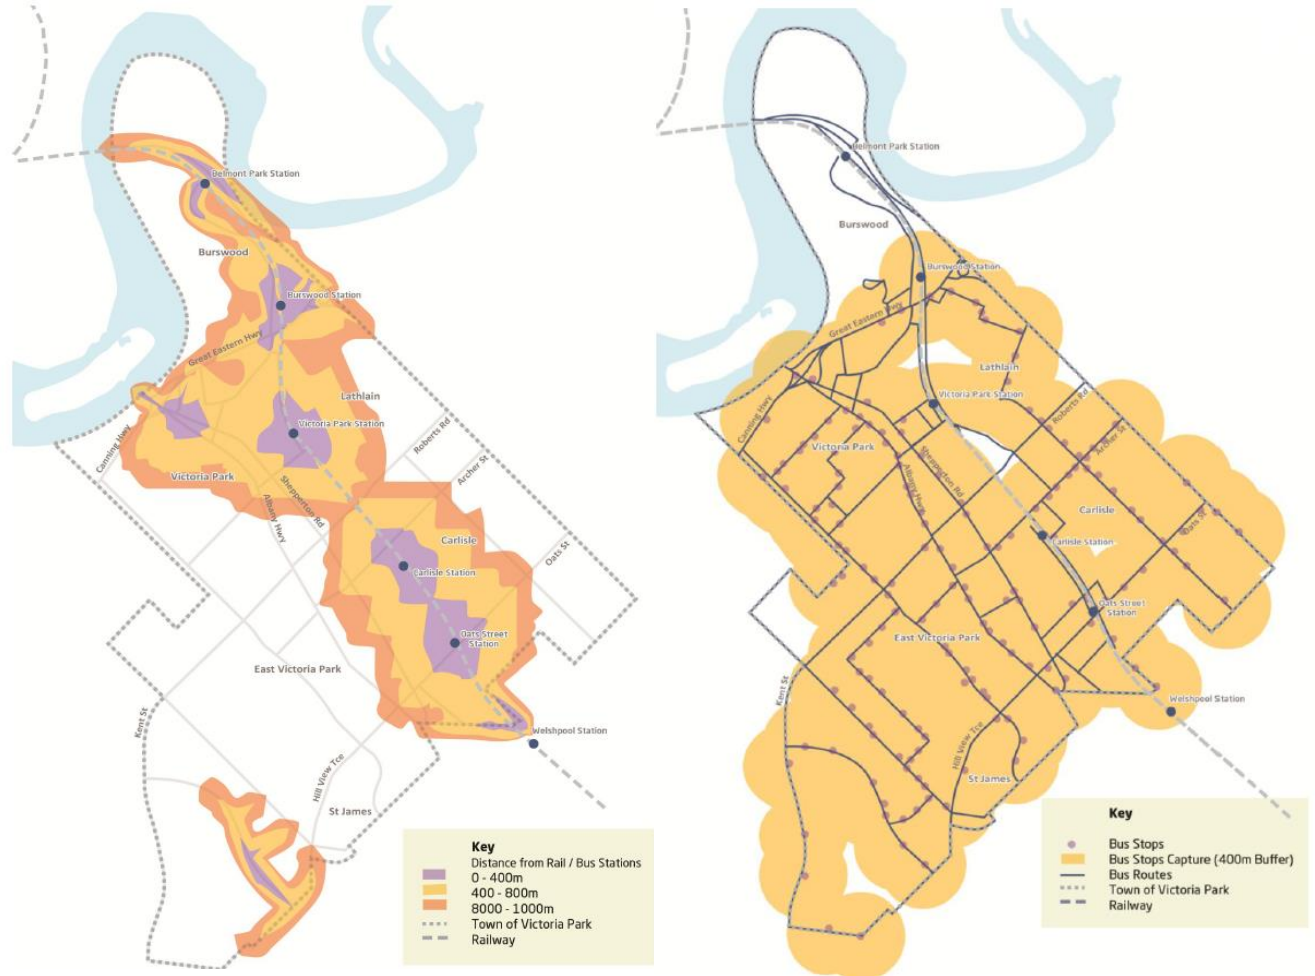 Belmont Park Station
Burswood
Burswood Station
Great Eastern Hwy
Lathlain
Victoria Park Station
Canning Hwy
Roberts Rd
Archer St
Victoria Park
Shepperton Rd
Albany Hwy
Carlisle
Oats St
Carlisle Station
Oats Street
Station
East Victoria Park
Kent St
Welshpool Station
Hill View Tce
St James
Key
Distance from Rail / Bus Stations
0 - 400m
400 - 800m
8000 - 1000m
Town of Victoria Park
Railway
Belmont Park Station
Burswood
Burswood Station
Great Eastern Hwy
Lathlain
Victoria Park Station
Canning Hwy
Roberts Rd
Archer St
Victoria Park
Shepperton Rd
Albany Hwy
Carlisle
Oats St
Carlisle Station
Oats Street
Station
East Victoria Park
Kent St
Welshpool Station
Hill View Tce
St James
Key
Bus Stops
Bus Stops Capture (400m Buffer)
Bus Routes
Town of Victoria Park
Railway